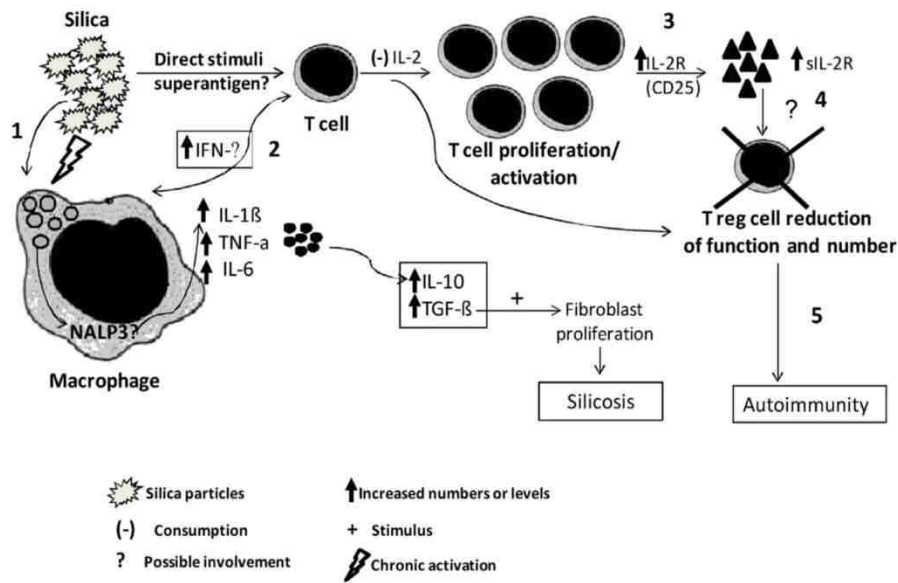 Silica
Direct stimuli
superantigen?
T cell
(-) IL-2
3
IL-2R
(CD25)
sIL-2R
1
IFN-?
2
T cell proliferation/
activation
?
4
T reg cell reduction
of function and number
IL-1ß
TNF-a
IL-6
NALP3?
Macrophage
IL-10
TGF-ß
+
Fibroblast
proliferation
Silicosis
5
Autoimmunity
Silica particles
Increased numbers or levels
(-) Consumption
+ Stimulus
? Possible involvement
Chronic activation